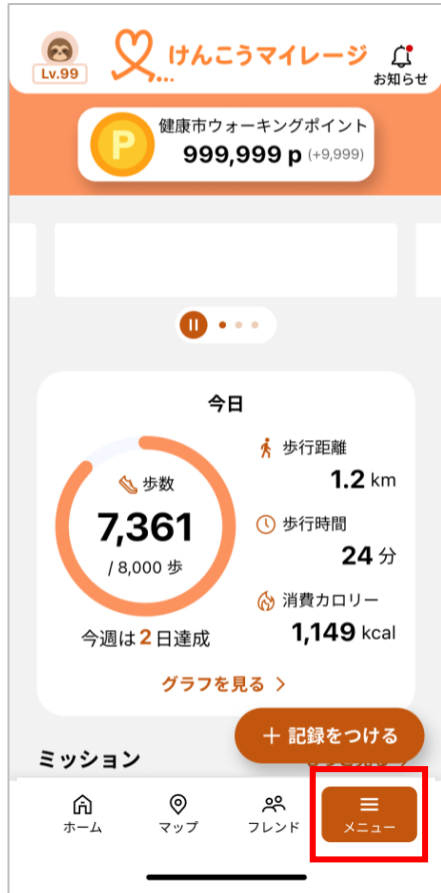 Lv.99
けんこうマイレージ
お知らせ
P
健康市ウォーキングポイント
999,999 p (+9,999)
今日
歩数
7,361
/ 8,000 歩
今週は2日達成
歩行距離
1.2 km
歩行時間
24 分
消費カロリー
1,149 kcal
グラフを見る >
+ 記録をつける
ミッション
ホーム
マップ
フレンド
メニュー